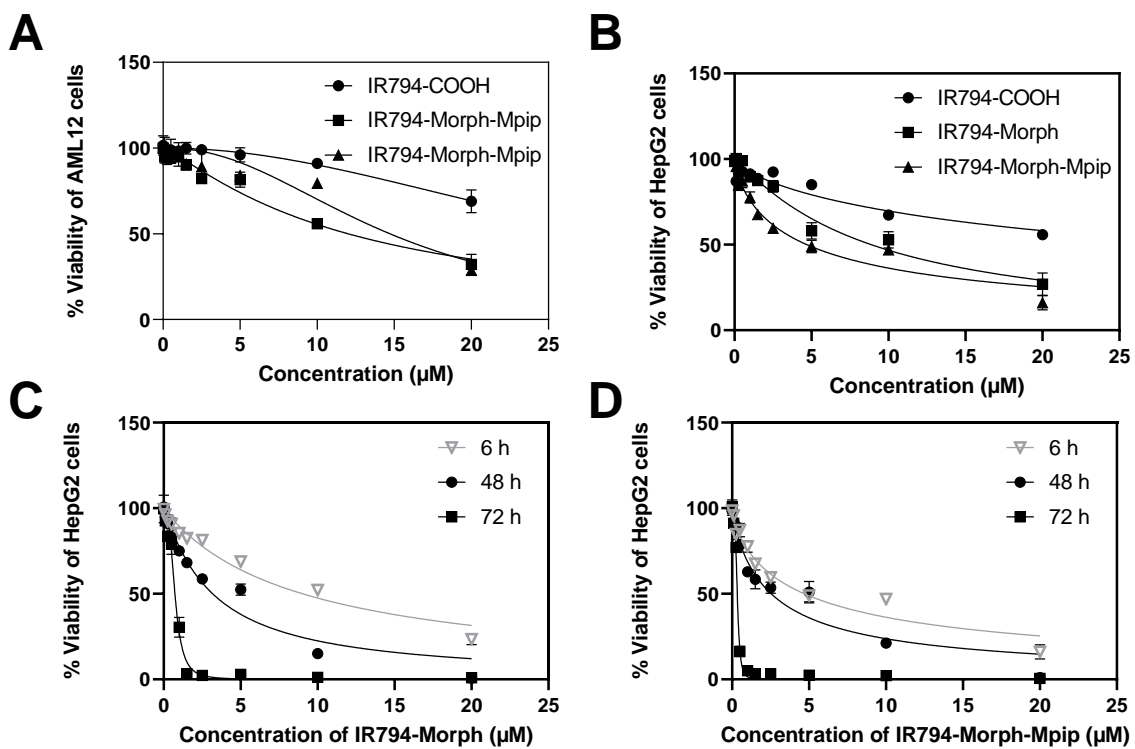 A
% Viability of AML12 cells
150
100
50
0
IR794-COOH
IR794-Morph-Mpip
IR794-Morph-Mpip
0 5 10 15 20 25
Concentration (µM)
B
% Viability of HepG2 cells
150
100
50
0
IR794-COOH
IR794-Morph
IR794-Morph-Mpip
0 5 10 15 20 25
Concentration (µM)
C
% Viability of HepG2 cells
150
100
50
0
6 h
48 h
72 h
0 5 10 15 20 25
Concentration of IR794-Morph (µM)
D
% Viability of HepG2 cells
150
100
50
0
6 h
48 h
72 h
0 5 10 15 20 25
Concentration of IR794-Morph-Mpip (µM)